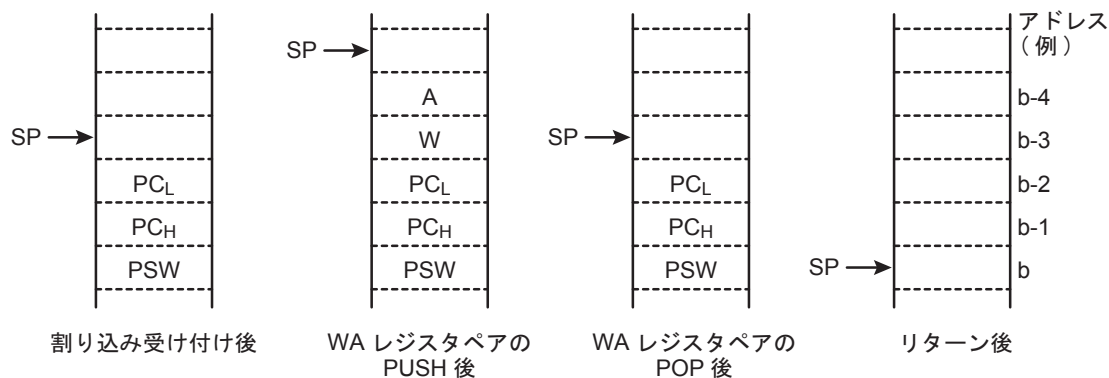 アドレス
( 例 )
SP
SP
SP
SP
A
W
PCL
PCH
PSW
PCL
PCH
PSW
PCL
PCH
PSW
b-4
b-3
b-2
b-1
b
割り込み受け付け後
WA レジスタペアの
PUSH 後
WA レジスタペアの
POP 後
リターン後